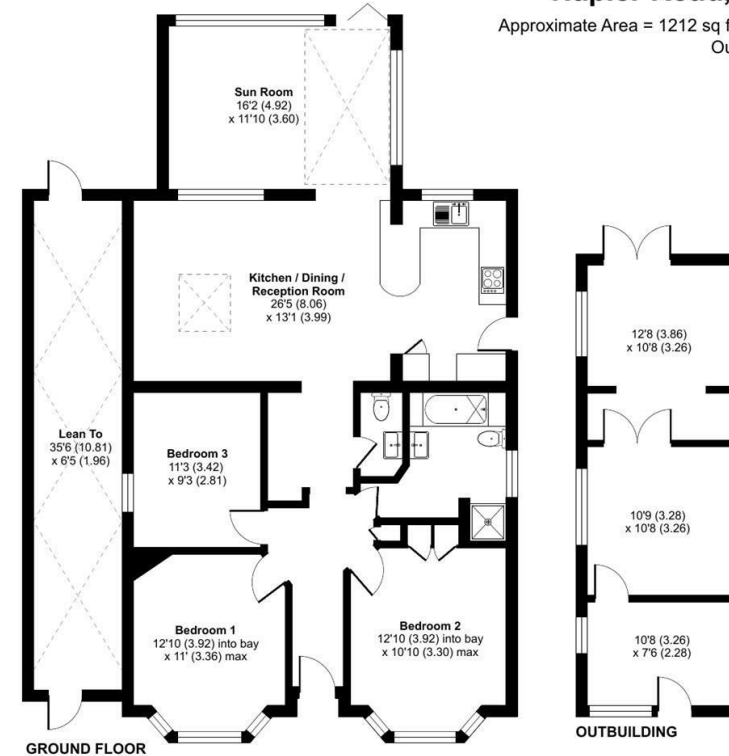 Approximate Area = 1212 sq f
Sun Room
16'2 (4.92)
x 11'10 (3.60)
Kitchen / Dining /
Reception Room
26'5 (8.06)
x 13'1 (3.99)
Lean To
35'6 (10.81)
x 6'5 (1.96)
Bedroom 3
11'3 (3.42)
x 9'3 (2.81)
Bedroom 1
12'10 (3.92) into bay
x 11' (3.36) max
Bedroom 2
12'10 (3.92) into bay
x 10'10 (3.30) max
GROUND FLOOR
12'8 (3.86)
x 10'8 (3.26)
10'9 (3.28)
x 10'8 (3.26)
10'8 (3.26)
x 7'6 (2.28)
OUTBUILDING